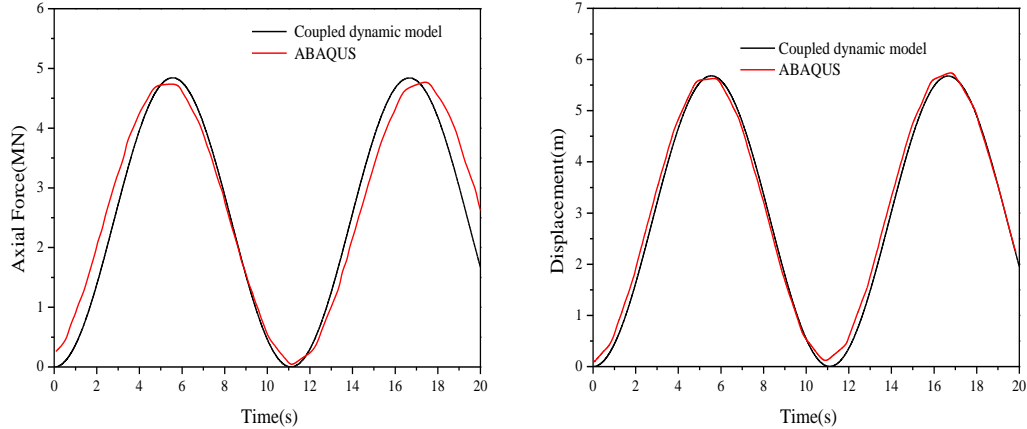 Coupled dynamic model
ABAQUS
Axial Force(MN)
6
5
4
3
2
1
0
0 2 4 6 8 10 12 14 16 18 20
Time(s)
Coupled dynamic model
ABAQUS
Displacement(m)
7
6
5
4
3
2
1
0
0 2 4 6 8 10 12 14 16 18 20
Time(s)